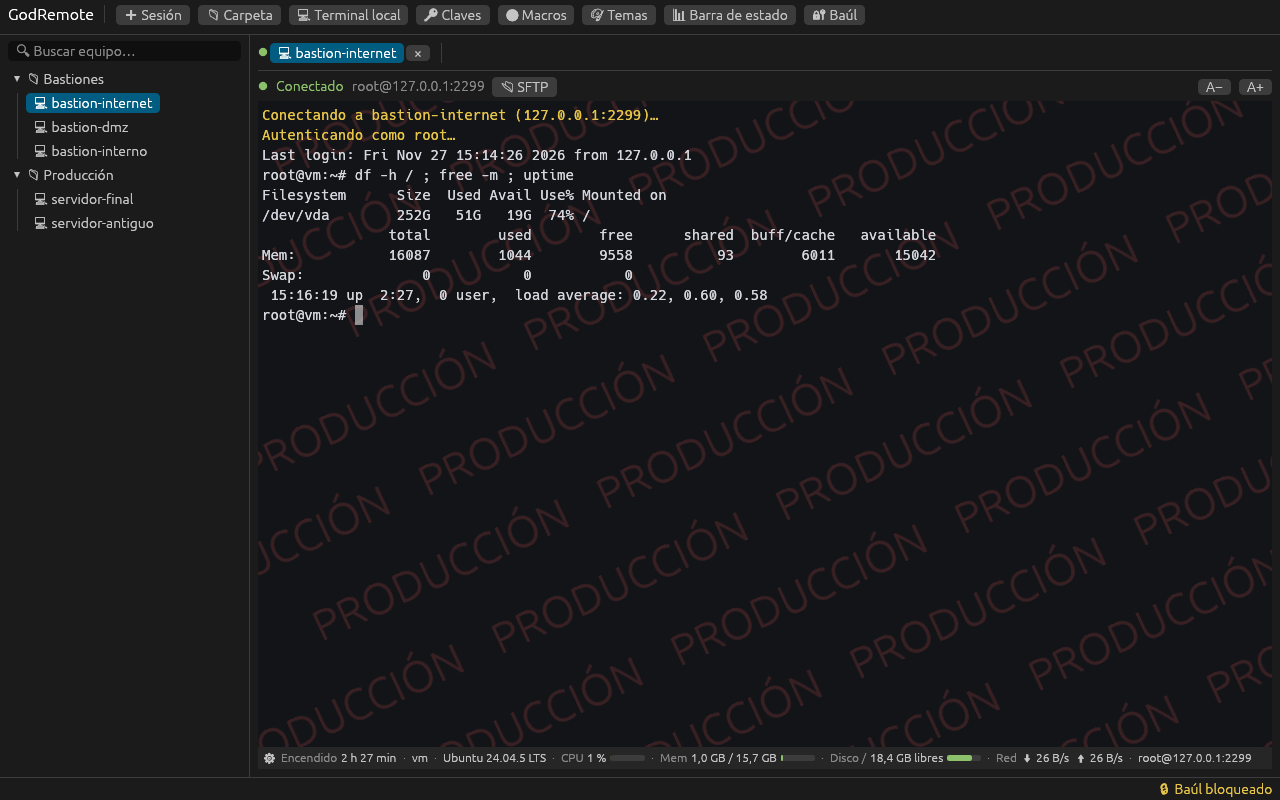 GodRemote + Sesión Carpeta Terminal local Claves Macros Temas Barra de estado Baúl
Buscar equipo…
Bastiones
bastion-internet
bastion-dmz
bastion-interno
Producción
servidor-final
servidor-antiguo
bastion-internet ×
Conectado root@127.0.0.1:2299 SFTP A− A+
Conectando a bastion-internet (127.0.0.1:2299)…
Autenticando como root…
Last login: Fri Nov 27 15:14:26 2026 from 127.0.0.1
root@vm:~# df -h / ; free -m ; uptime
Filesystem      Size  Used Avail Use% Mounted on
/dev/vda        252G   51G   19G  74% /
               total        used        free      shared  buff/cache   available
Mem:           16087        1044        9558          93        6011       15042
Swap:              0           0           0
 15:16:19 up  2:27,  0 user,  load average: 0.22, 0.60, 0.58
root@vm:~#
PRODUCCIÓN
Encendido 2 h 27 min · vm · Ubuntu 24.04.5 LTS · CPU 1 % · Mem 1,0 GB / 15,7 GB · Disco / 18,4 GB libres · Red 26 B/s 26 B/s · root@127.0.0.1:2299
Baúl bloqueado